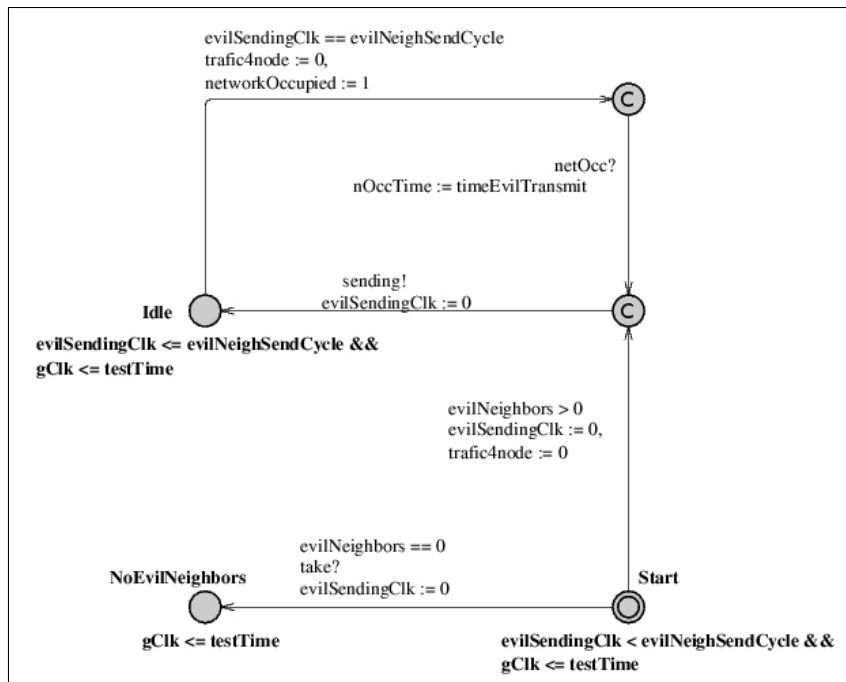 evilSendingClk == evilNeighSendCycle
trafic4node := 0,
networkOccupied := 1
C
netOcc?
nOccTime := timeEvilTransmit
sending!
evilSendingClk := 0
Idle
C
evilSendingClk <= evilNeighSendCycle &&
gClk <= testTime
evilNeighbors > 0
evilSendingClk := 0,
trafic4node := 0
evilNeighbors == 0
take?
evilSendingClk := 0
NoEvilNeighbors
Start
gClk <= testTime
evilSendingClk < evilNeighSendCycle &&
gClk <= testTime